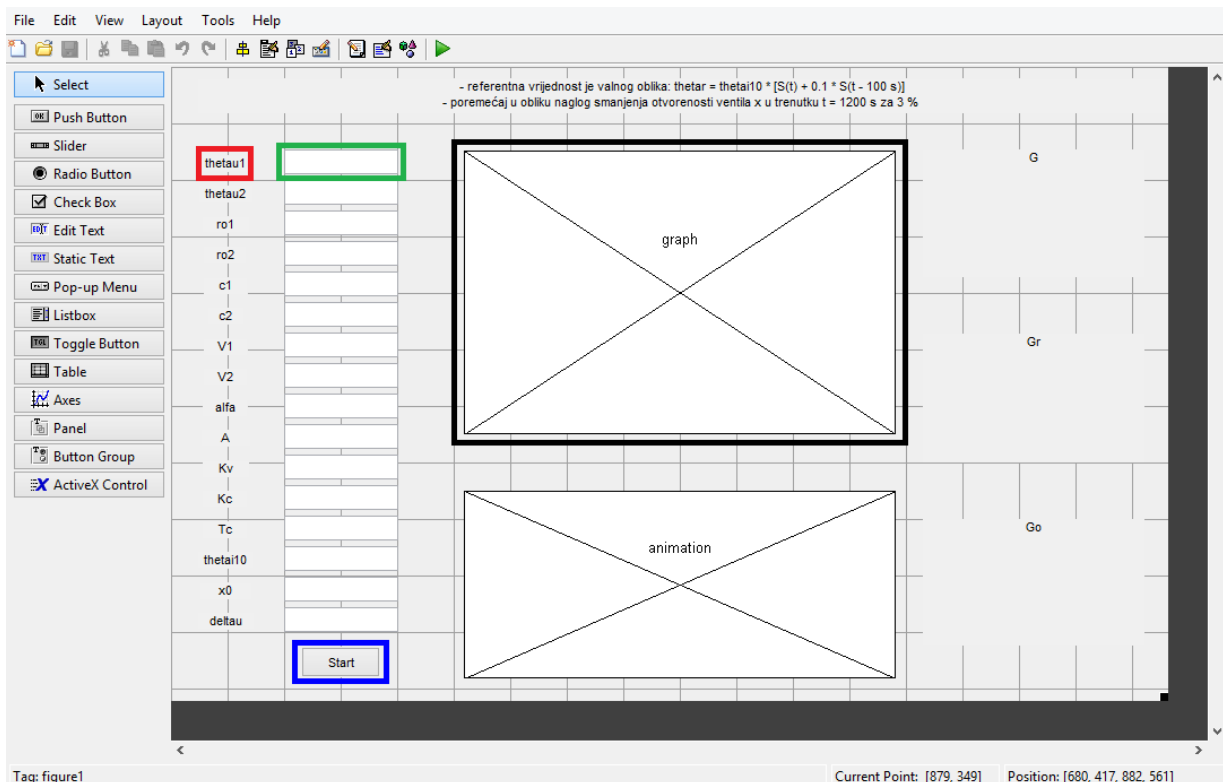 File Edit View Layout Tools Help
Select
Push Button
Slider
Radio Button
Check Box
Edit Text
Static Text
Pop-up Menu
Listbox
Toggle Button
Table
Axes
Panel
Button Group
ActiveX Control
- referentna vrijednost je valnog oblika: thetar = thetai10 * [S(t) + 0.1 * S(t - 100 s)]
- poremećaj u obliku naglog smanjenja otvorenosti ventila x u trenutku t = 1200 s za 3 %
thetau1
thetau2
ro1
ro2
c1
c2
V1
V2
alfa
A
Kv
Kc
Tc
thetai10
x0
deltau
Start
graph
animation
G
Gr
Go
Tag: figure1
Current Point: [879, 349] Position: [680, 417, 882, 561]